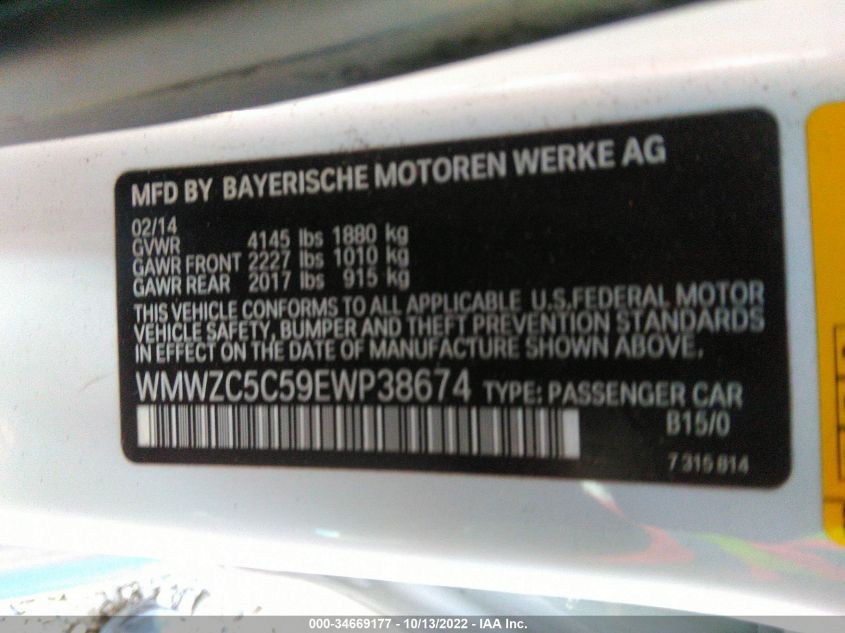 MFD BY BAYERISCHE MOTOREN WERKE AG
02/14
GVWR 4145 lbs 1880 kg
GAWR FRONT 2227 lbs 1010 kg
GAWR REAR 2017 lbs 915 kg
THIS VEHICLE CONFORMS TO ALL APPLICABLE U.S.FEDERAL MOTOR
VEHICLE SAFETY, BUMPER AND THEFT PREVENTION STANDARDS
IN EFFECT ON THE DATE OF MANUFACTURE SHOWN ABOVE.
WMWZC5C59EWP38674 TYPE: PASSENGER CAR
B15/0
7 315 814
000-34669177 - 10/13/2022 - IAA Inc.